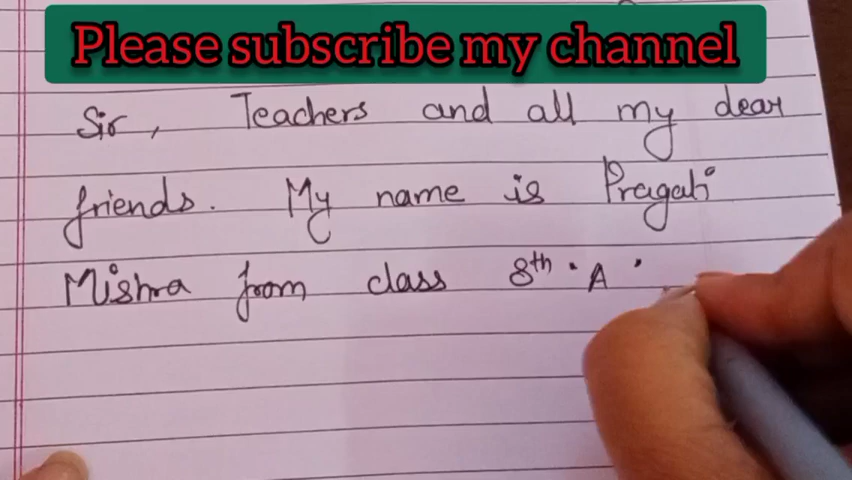 Please subscribe my channel
Sir, Teachers and all my dear
friends. My name is Pragati
Mishra from class 8th 'A'